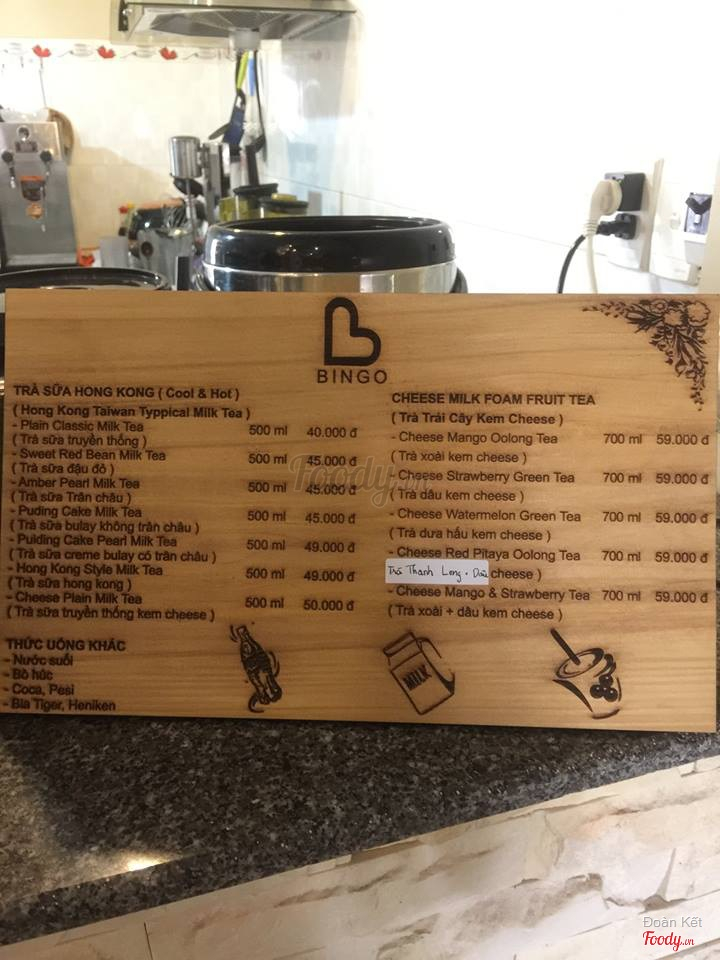 BINGO
TRÀ SỮA HONG KONG ( Cool & Hot )
( Hong Kong Taiwan Typpical Milk Tea )
- Plain Classic Milk Tea 500 ml 40.000 đ
( Trà sữa truyền thống )
- Sweet Red Bean Milk Tea 500 ml 45.000 đ
( Trà sữa đậu đỏ )
- Amber Pearl Milk Tea 500 ml 45.000 đ
( Trà sữa Trân châu )
- Puding Cake Milk Tea 500 ml 45.000 đ
( Trà sữa bulay không trân châu )
- Pulding Cake Pearl Milk Tea 500 ml 49.000 đ
( Trà sữa creme bulay có trân châu )
- Hong Kong Style Milk Tea 500 ml 49.000 đ
( Trà sữa hong kong )
- Cheese Plain Milk Tea 500 ml 50.000 đ
( Trà sữa truyền thống kem cheese )
THỨC UỐNG KHÁC
- Nước suối
- Bò húc
- Coca, Pesi
- Bia Tiger, Heniken
CHEESE MILK FOAM FRUIT TEA
( Trà Trái Cây Kem Cheese )
- Cheese Mango Oolong Tea 700 ml 59.000 đ
( Trà xoài kem cheese )
- Cheese Strawberry Green Tea 700 ml 59.000 đ
( Trà dâu kem cheese )
- Cheese Watermelon Green Tea 700 ml 59.000 đ
( Trà dưa hấu kem cheese )
- Cheese Red Pitaya Oolong Tea 700 ml 59.000 đ
Trà Thanh Long + Dâu cheese )
- Cheese Mango & Strawberry Tea 700 ml 59.000 đ
( Trà xoài + dâu kem cheese )
MILK
Foody.vn
Đoàn Kết
Foody.vn